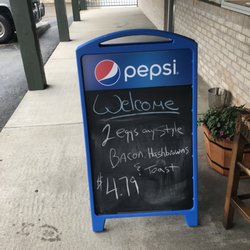 pepsi
Welcome
2 eggs any style
Bacon, Hashbrowns
& Toast
$4.79